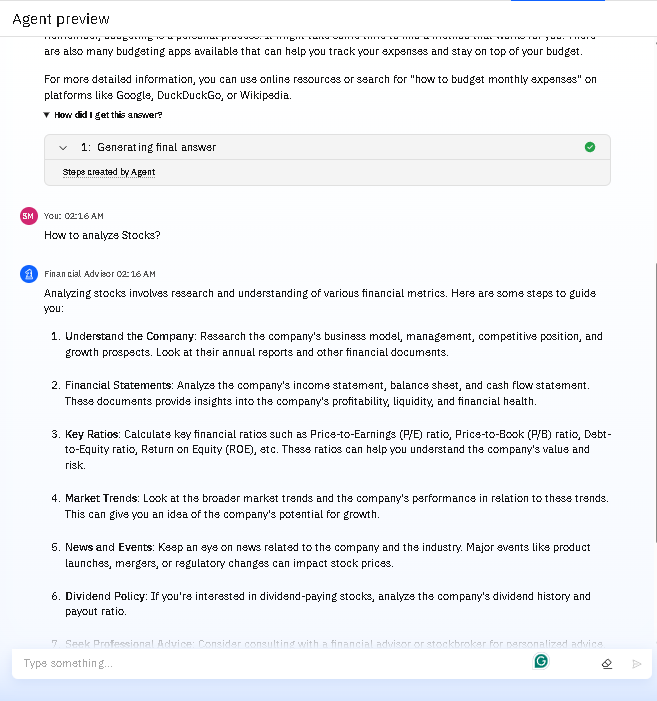 Agent preview
Remember, budgeting is a personal process. It might take some time to find a method that works for you. There
are also many budgeting apps available that can help you track your expenses and stay on top of your budget.
For more detailed information, you can use online resources or search for "how to budget monthly expenses" on
platforms like Google, DuckDuckGo, or Wikipedia.
▼ How did I get this answer?
1: Generating final answer
Steps created by Agent
SM You: 02:16 AM
How to analyze Stocks?
Financial Advisor 02:16 AM
Analyzing stocks involves research and understanding of various financial metrics. Here are some steps to guide
you:
1. Understand the Company: Research the company's business model, management, competitive position, and
growth prospects. Look at their annual reports and other financial documents.
2. Financial Statements: Analyze the company's income statement, balance sheet, and cash flow statement.
These documents provide insights into the company's profitability, liquidity, and financial health.
3. Key Ratios: Calculate key financial ratios such as Price-to-Earnings (P/E) ratio, Price-to-Book (P/B) ratio, Debt-
to-Equity ratio, Return on Equity (ROE), etc. These ratios can help you understand the company's value and
risk.
4. Market Trends: Look at the broader market trends and the company's performance in relation to these trends.
This can give you an idea of the company's potential for growth.
5. News and Events: Keep an eye on news related to the company and the industry. Major events like product
launches, mergers, or regulatory changes can impact stock prices.
6. Dividend Policy: If you're interested in dividend-paying stocks, analyze the company's dividend history and
payout ratio.
7. Seek Professional Advice: Consider consulting with a financial advisor or stockbroker for personalized advice.
Type something...